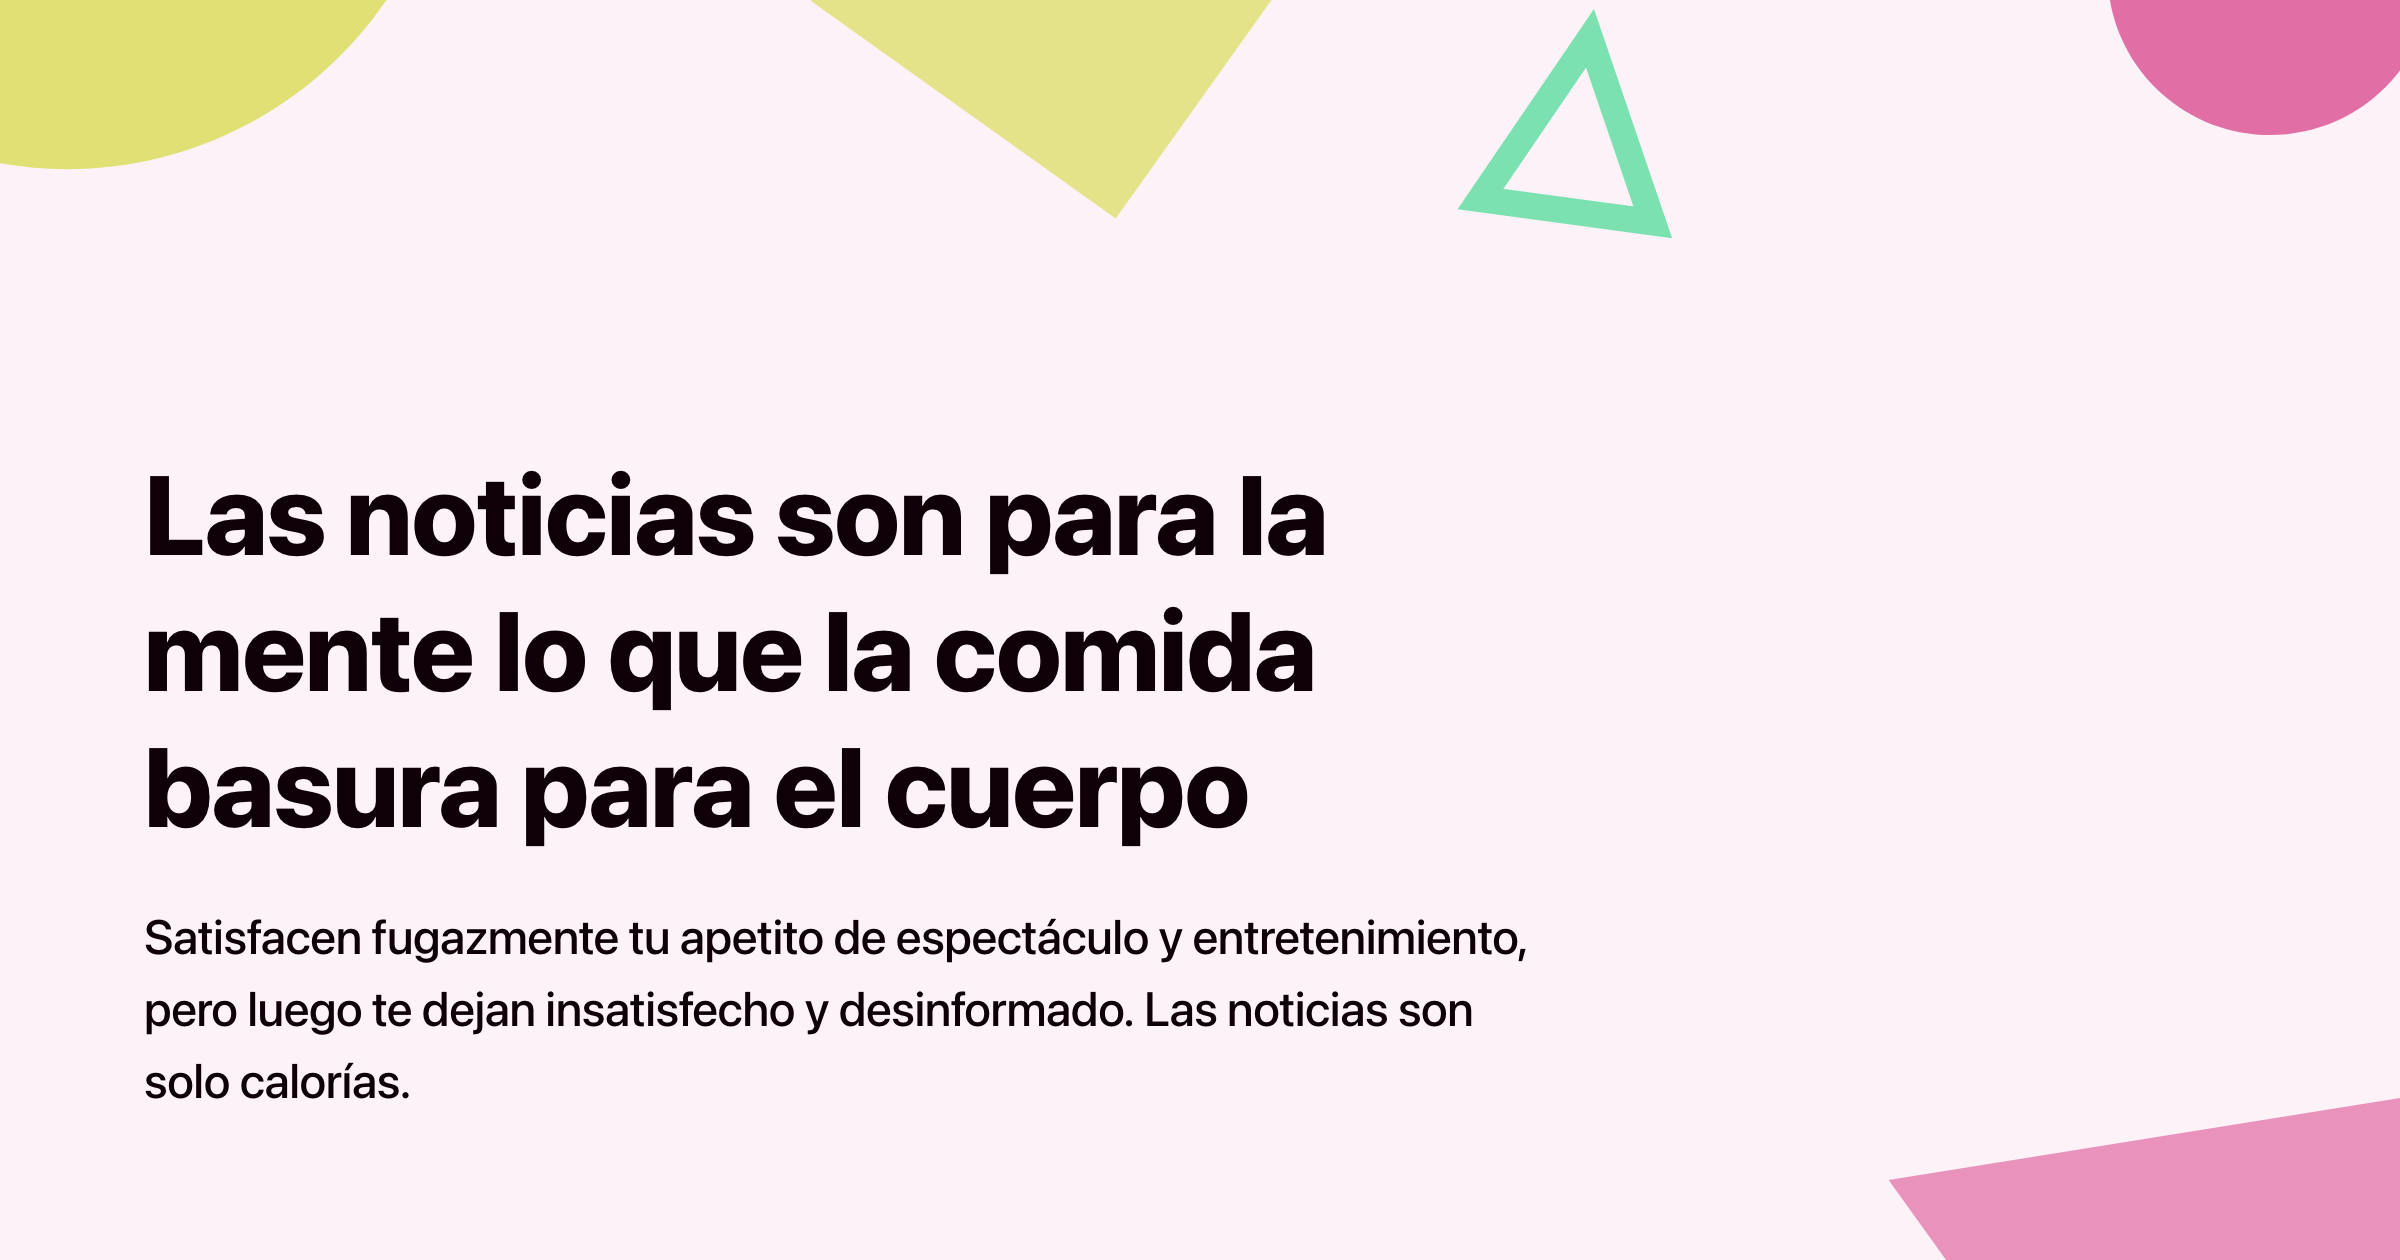 Las noticias son para la
mente lo que la comida
basura para el cuerpo
Satisfacen fugazmente tu apetito de espectáculo y entretenimiento,
pero luego te dejan insatisfecho y desinformado. Las noticias son
solo calorías.